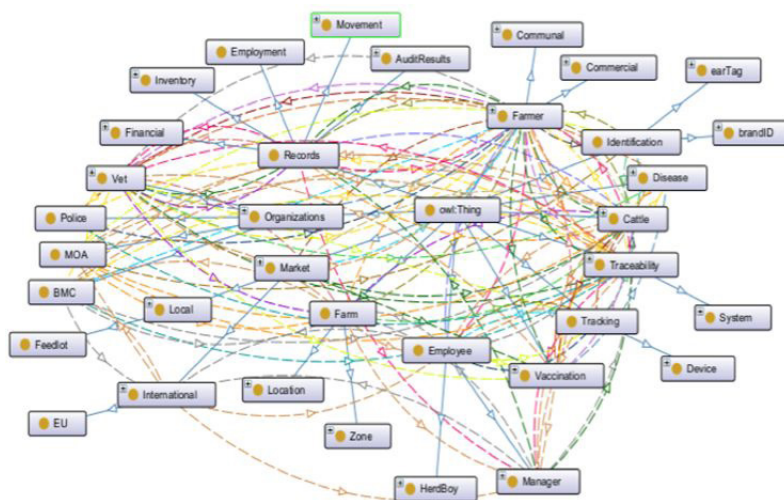 Movement
Communal
Employment
AuditResults
Commercial
earTag
Inventory
Farmer
Financial
Identification
brandID
Records
Vet
Disease
Police
Organizations
owl:Thing
Cattle
MOA
Market
Traceability
BMC
Local
Farm
Tracking
System
Feedlot
Employee
Vaccination
Device
International
Location
EU
Zone
HerdBoy
Manager